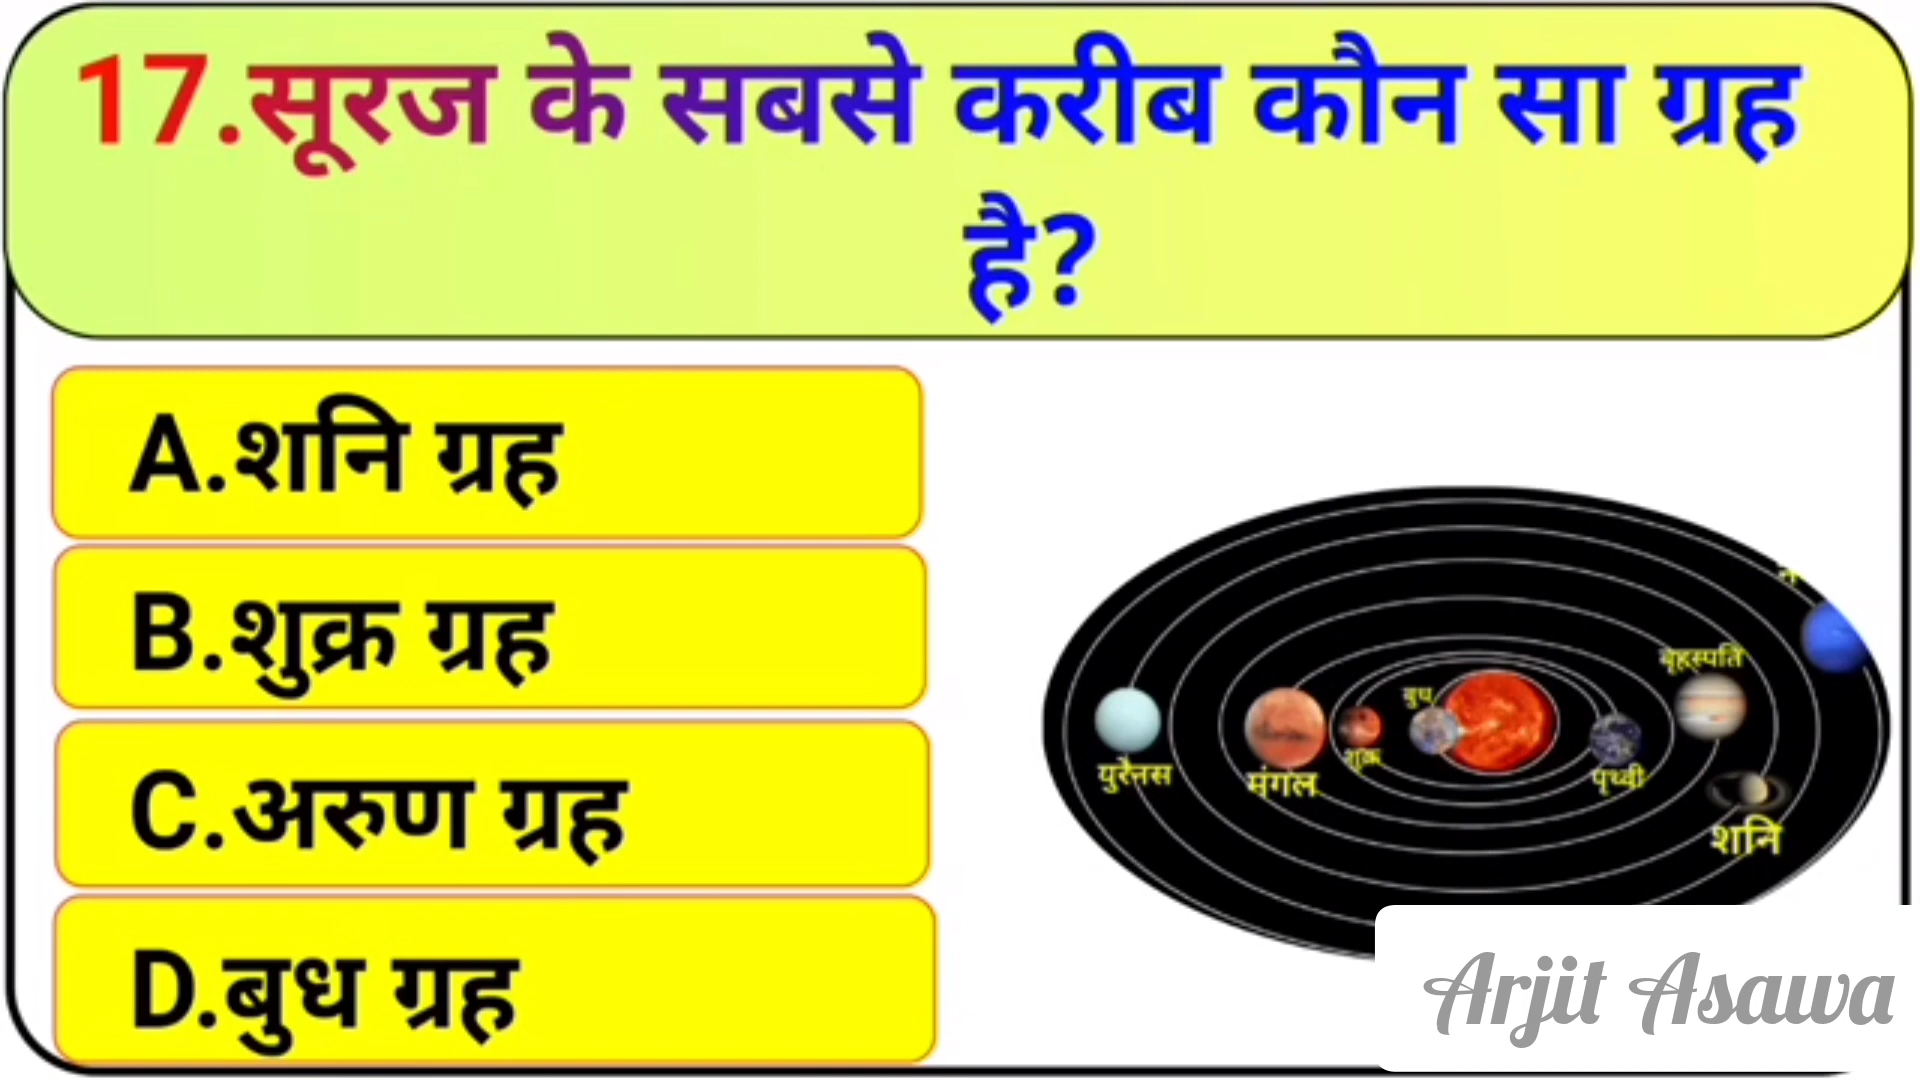 17.सूरज के सबसे करीब कौन सा ग्रह
है?
A.शनि ग्रह
B.शुक्र ग्रह
C.अरुण ग्रह
D.बुध ग्रह
बृहस्पति
बुध
शुक्र
युरेनस
मंगल
पृथ्वी
शनि
Arjit Asawa